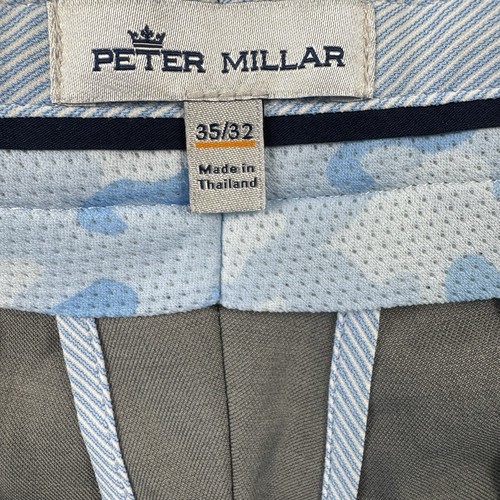 PETER MILLAR
35/32
Made in
Thailand